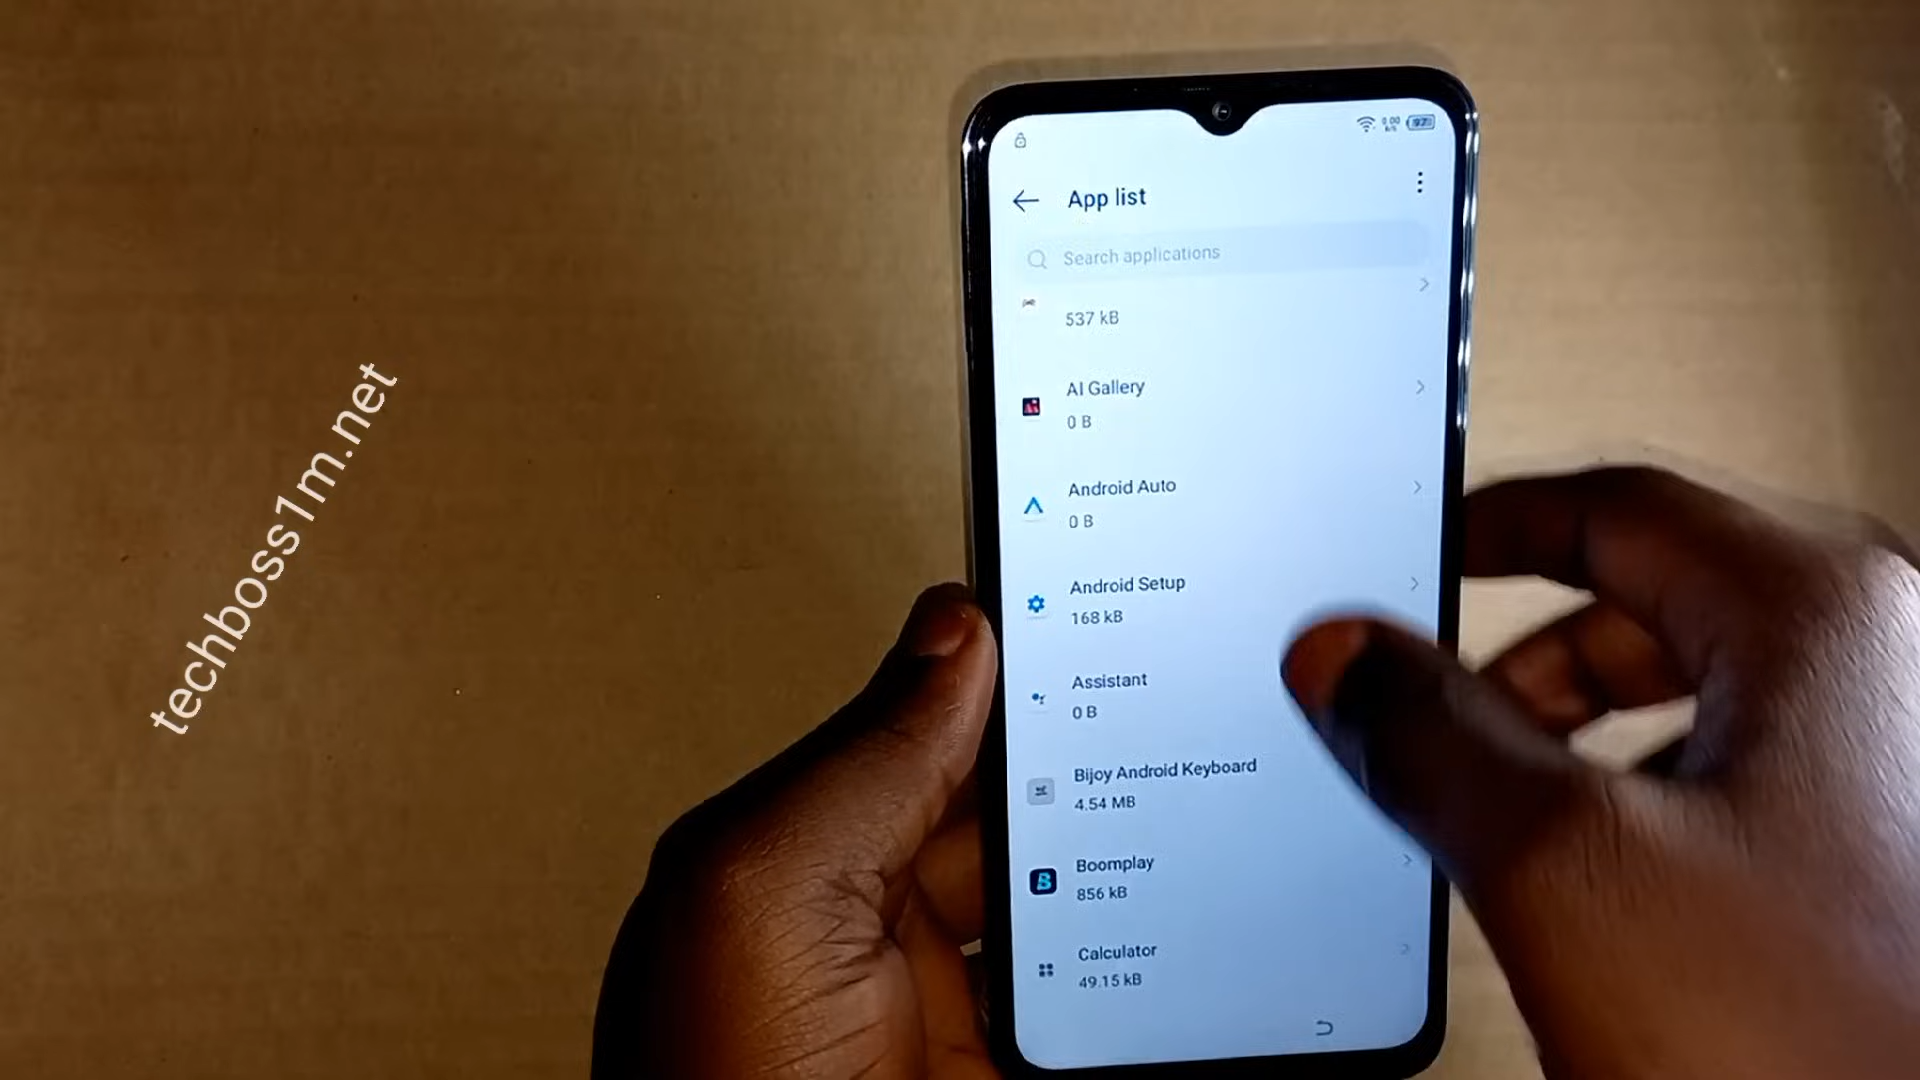 techboss1m.net
App list
Search applications
537 kB
AI Gallery
0 B
Android Auto
0 B
Android Setup
168 kB
Assistant
0 B
Bijoy Android Keyboard
4.54 MB
Boomplay
856 kB
Calculator
49.15 kB